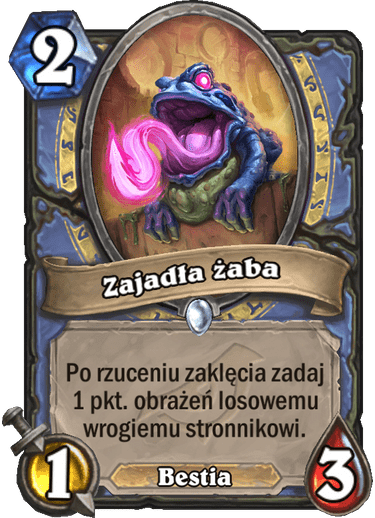 2
Zajadła żaba
Po rzuceniu zaklęcia zadaj
1 pkt. obrażeń losowemu
wrogiemu stronnikowi.
1
Bestia
3